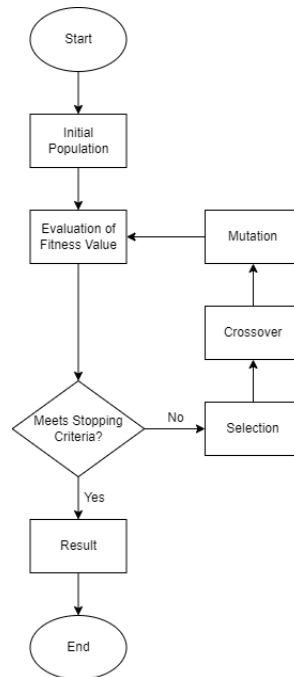 Start
Initial
Population
Evaluation of
Fitness Value
Mutation
Crossover
Meets Stopping
Criteria?
No
Selection
Yes
Result
End